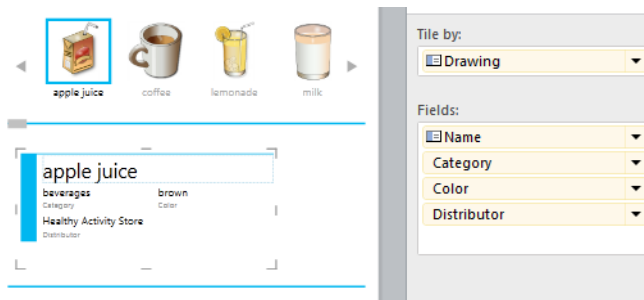 apple juice
coffee
lemonade
milk
apple juice
beverages
brown
Category
Color
Healthy Activity Store
Distributor
Tile by:
Drawing
Fields:
Name
Category
Color
Distributor